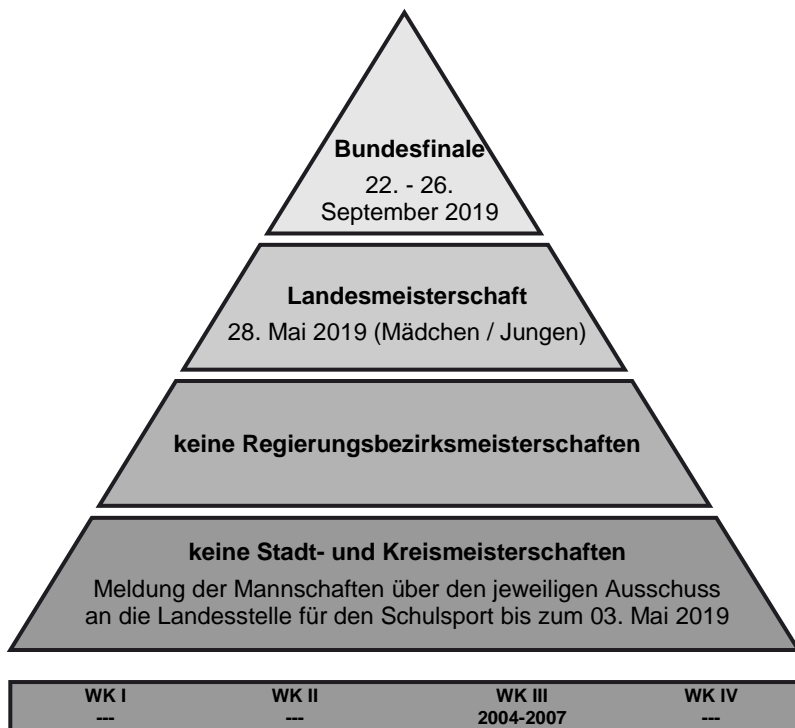 Bundesfinale
22. - 26.
September 2019
Landesmeisterschaft
28. Mai 2019 (Mädchen / Jungen)
keine Regierungsbezirksmeisterschaften
keine Stadt- und Kreismeisterschaften
Meldung der Mannschaften über den jeweiligen Ausschuss
an die Landesstelle für den Schulsport bis zum 03. Mai 2019
WK I WK II WK III WK IV
--- --- 2004-2007 ---